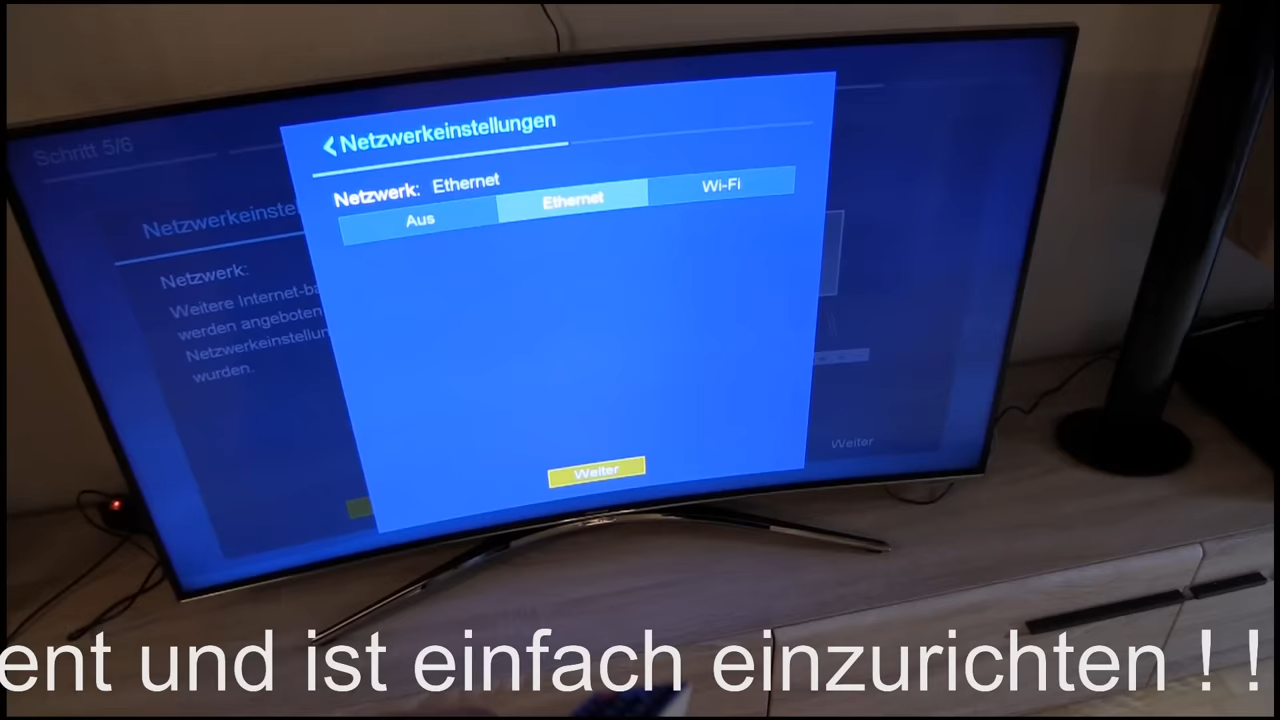 Schritt 5/6
Netzwerkeinstellungen
Netzwerk: Ethernet
Aus Ethernet Wi-Fi
Weiter
Netzwerkeinste
Netzwerk:
Weitere Internet-ba
werden angeboten
Netzwerkeinstellun
wurden.
Weiter
ent und ist einfach einzurichten ! !